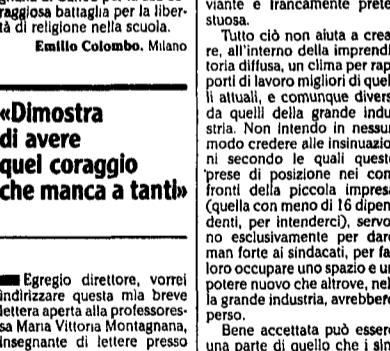 raggiosa battaglia per la liber-
tà di religione nella scuola.
Emilio Colombo. Milano
«Dimostra
di avere
quel coraggio
che manca a tanti»
Egregio direttore, vorrei
indirizzare questa mia breve
lettera aperta alla professores-
sa Maria Vittoria Montagnana,
insegnante di lettere presso
viante e francamente prete
stuosa.
Tutto ciò non aiuta a crea
re, all'interno della imprendi
toria diffusa, un clima per rap
porti di lavoro migliori di quel
li attuali, e comunque divers
da quelli della grande indu
stria. Non intendo in nessun
modo credere alle insinuazio
ni secondo le quali queste
prese di posizione nei con
fronti della piccola impresa
(quella con meno di 16 dipen
denti, per intenderci), servo
no esclusivamente per dare
man forte ai sindacati, per fa
loro occupare uno spazio e un
potere nuovo che altrove, nel
la grande industria, avrebbero
perso.
Bene accettata può essere
una parte di quello che i sin